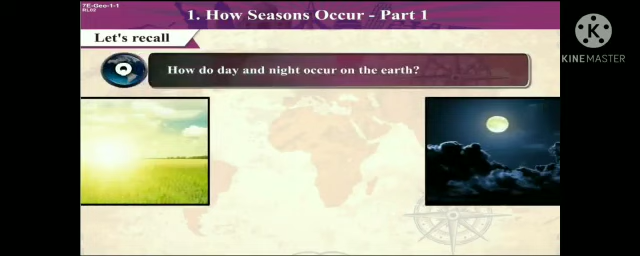 7E-Geo-1-1
RL02
1. How Seasons Occur - Part 1
Let's recall
How do day and night occur on the earth?
K
KINEMASTER